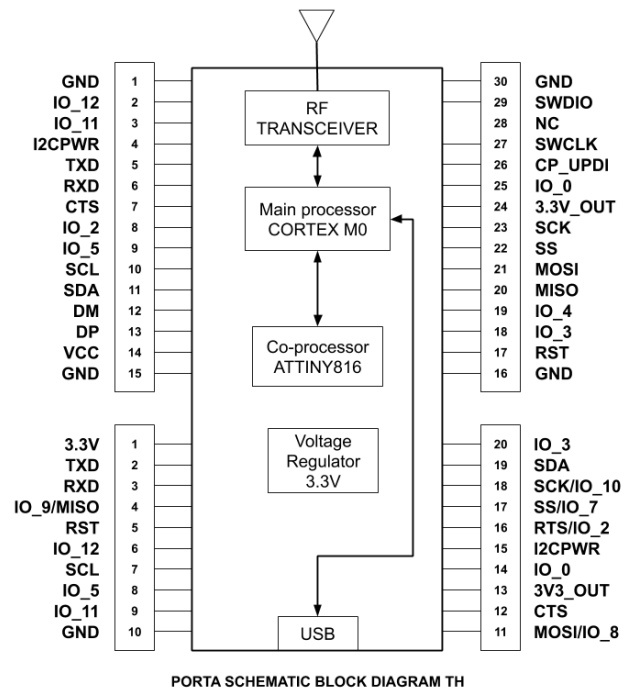 GND 1
IO_12 2
IO_11 3
I2CPWR 4
TXD 5
RXD 6
CTS 7
IO_2 8
IO_5 9
SCL 10
SDA 11
DM 12
DP 13
VCC 14
GND 15
3.3V 1
TXD 2
RXD 3
IO_9/MISO 4
RST 5
IO_12 6
SCL 7
IO_5 8
IO_11 9
GND 10
RF
TRANSCEIVER
Main processor
CORTEX M0
Co-processor
ATTINY816
Voltage
Regulator
3.3V
USB
30 GND
29 SWDIO
28 NC
27 SWCLK
26 CP_UPDI
25 IO_0
24 3.3V_OUT
23 SCK
22 SS
21 MOSI
20 MISO
19 IO_4
18 IO_3
17 RST
16 GND
20 IO_3
19 SDA
18 SCK/IO_10
17 SS/IO_7
16 RTS/IO_2
15 I2CPWR
14 IO_0
13 3V3_OUT
12 CTS
11 MOSI/IO_8
PORTA SCHEMATIC BLOCK DIAGRAM TH